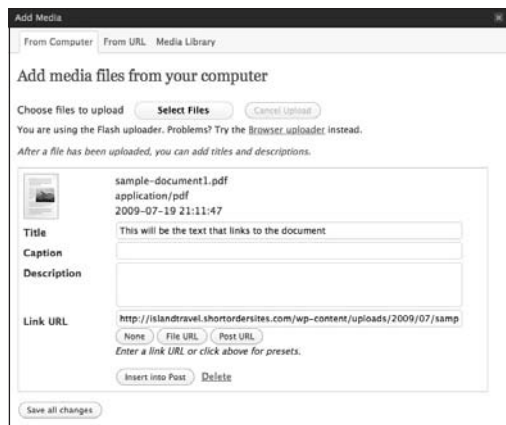 Add Media
From Computer From URL Media Library
Add media files from your computer
Choose files to upload Select Files Cancel Upload
You are using the Flash uploader. Problems? Try the Browser uploader instead.
After a file has been uploaded, you can add titles and descriptions.
sample-document1.pdf
application/pdf
2009-07-19 21:11:47
Title This will be the text that links to the document
Caption
Description
Link URL http://islandtravel.shortordersites.com/wp-content/uploads/2009/07/samp
None File URL Post URL
Enter a link URL or click above for presets.
Insert into Post Delete
Save all changes